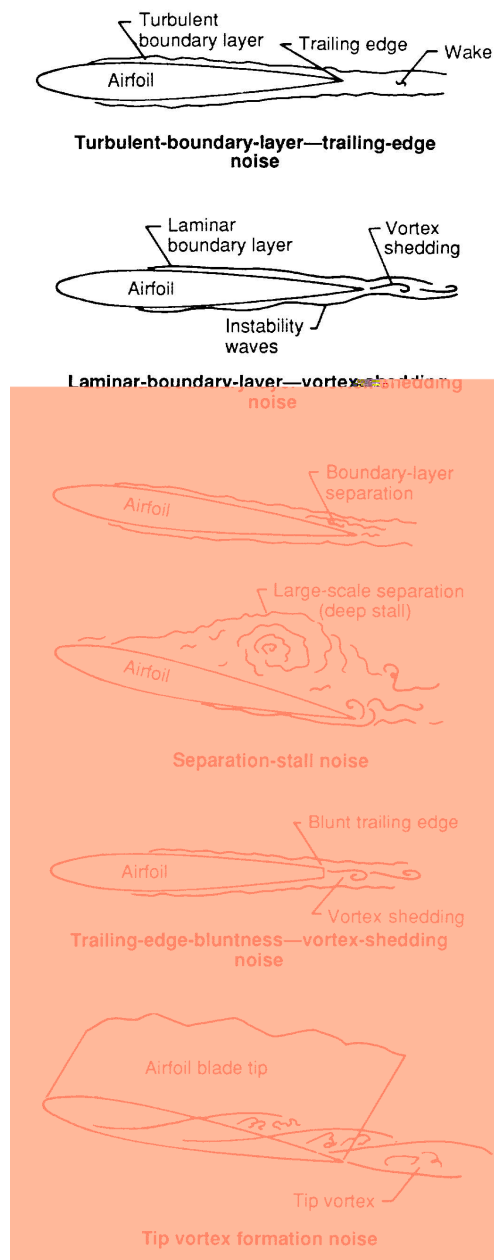 Turbulent
boundary layer
Trailing edge
Wake
Airfoil
Turbulent-boundary-layer—trailing-edge
noise
Laminar
boundary layer
Vortex
shedding
Airfoil
Instability
waves
Laminar-boundary-layer—vortex-shedding
noise
Boundary-layer
separation
Airfoil
Large-scale separation
(deep stall)
Airfoil
Separation-stall noise
Blunt trailing edge
Airfoil
Vortex shedding
Trailing-edge-bluntness—vortex-shedding
noise
Airfoil blade tip
Tip vortex
Tip vortex formation noise